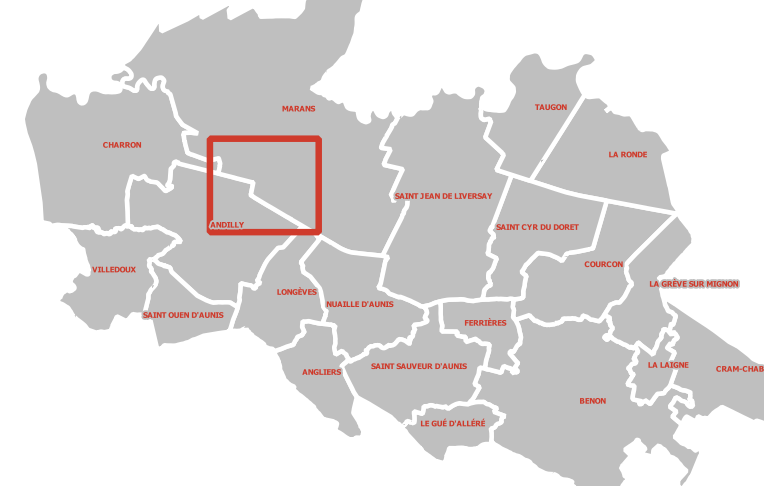 MARANS
TAUGON
CHARRON
LA RONDE
SAINT JEAN DE LIVERSAY
ANDILLY
SAINT CYR DU DORET
VILLEDOUX
COURCON
LA GRÈVE SUR MIGNON
LONGÈVES
NUAILLE D'AUNIS
SAINT OUEN D'AUNIS
FERRIÈRES
ANGLIERS
SAINT SAUVEUR D'AUNIS
LA LAIGNE
CRAM-CHAB
BENON
LE GUÉ D'ALLÉRÉ